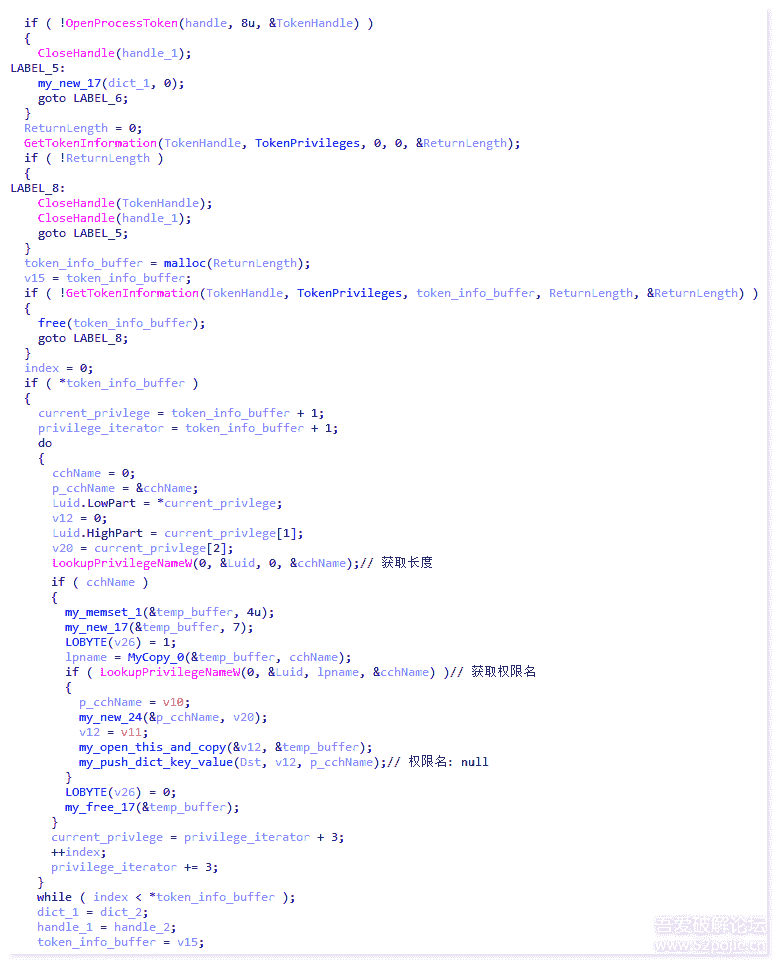 if ( !OpenProcessToken(handle, 8u, &TokenHandle) )
{
CloseHandle(handle_1);
LABEL_5:
my_new_17(dict_1, 0);
goto LABEL_6;
}
ReturnLength = 0;
GetTokenInformation(TokenHandle, TokenPrivileges, 0, 0, &ReturnLength);
if ( !ReturnLength )
{
LABEL_8:
CloseHandle(TokenHandle);
CloseHandle(handle_1);
goto LABEL_5;
}
token_info_buffer = malloc(ReturnLength);
v15 = token_info_buffer;
if ( !GetTokenInformation(TokenHandle, TokenPrivileges, token_info_buffer, ReturnLength, &ReturnLength) )
{
free(token_info_buffer);
goto LABEL_8;
}
index = 0;
if ( *token_info_buffer )
{
current_privlege = token_info_buffer + 1;
privilege_iterator = token_info_buffer + 1;
do
{
cchName = 0;
p_cchName = &cchName;
Luid.LowPart = *current_privlege;
v12 = 0;
Luid.HighPart = current_privlege[1];
v20 = current_privlege[2];
LookupPrivilegeNameW(0, &Luid, 0, &cchName);// 获取长度
if ( cchName )
{
my_memset_1(&temp_buffer, 4u);
my_new_17(&temp_buffer, 7);
LOBYTE(v26) = 1;
lpname = MyCopy_0(&temp_buffer, cchName);
if ( LookupPrivilegeNameW(0, &Luid, lpname, &cchName) )// 获取权限名
{
p_cchName = v10;
my_new_24(&p_cchName, v20);
v12 = v11;
my_open_this_and_copy(&v12, &temp_buffer);
my_push_dict_key_value(Dst, v12, p_cchName);// 权限名: null
}
LOBYTE(v26) = 0;
my_free_17(&temp_buffer);
}
current_privlege = privilege_iterator + 3;
++index;
privilege_iterator += 3;
}
while ( index < *token_info_buffer );
dict_1 = dict_2;
handle_1 = handle_2;
token_info_buffer = v15;
吾爱破解论坛
www.52pojie.cn